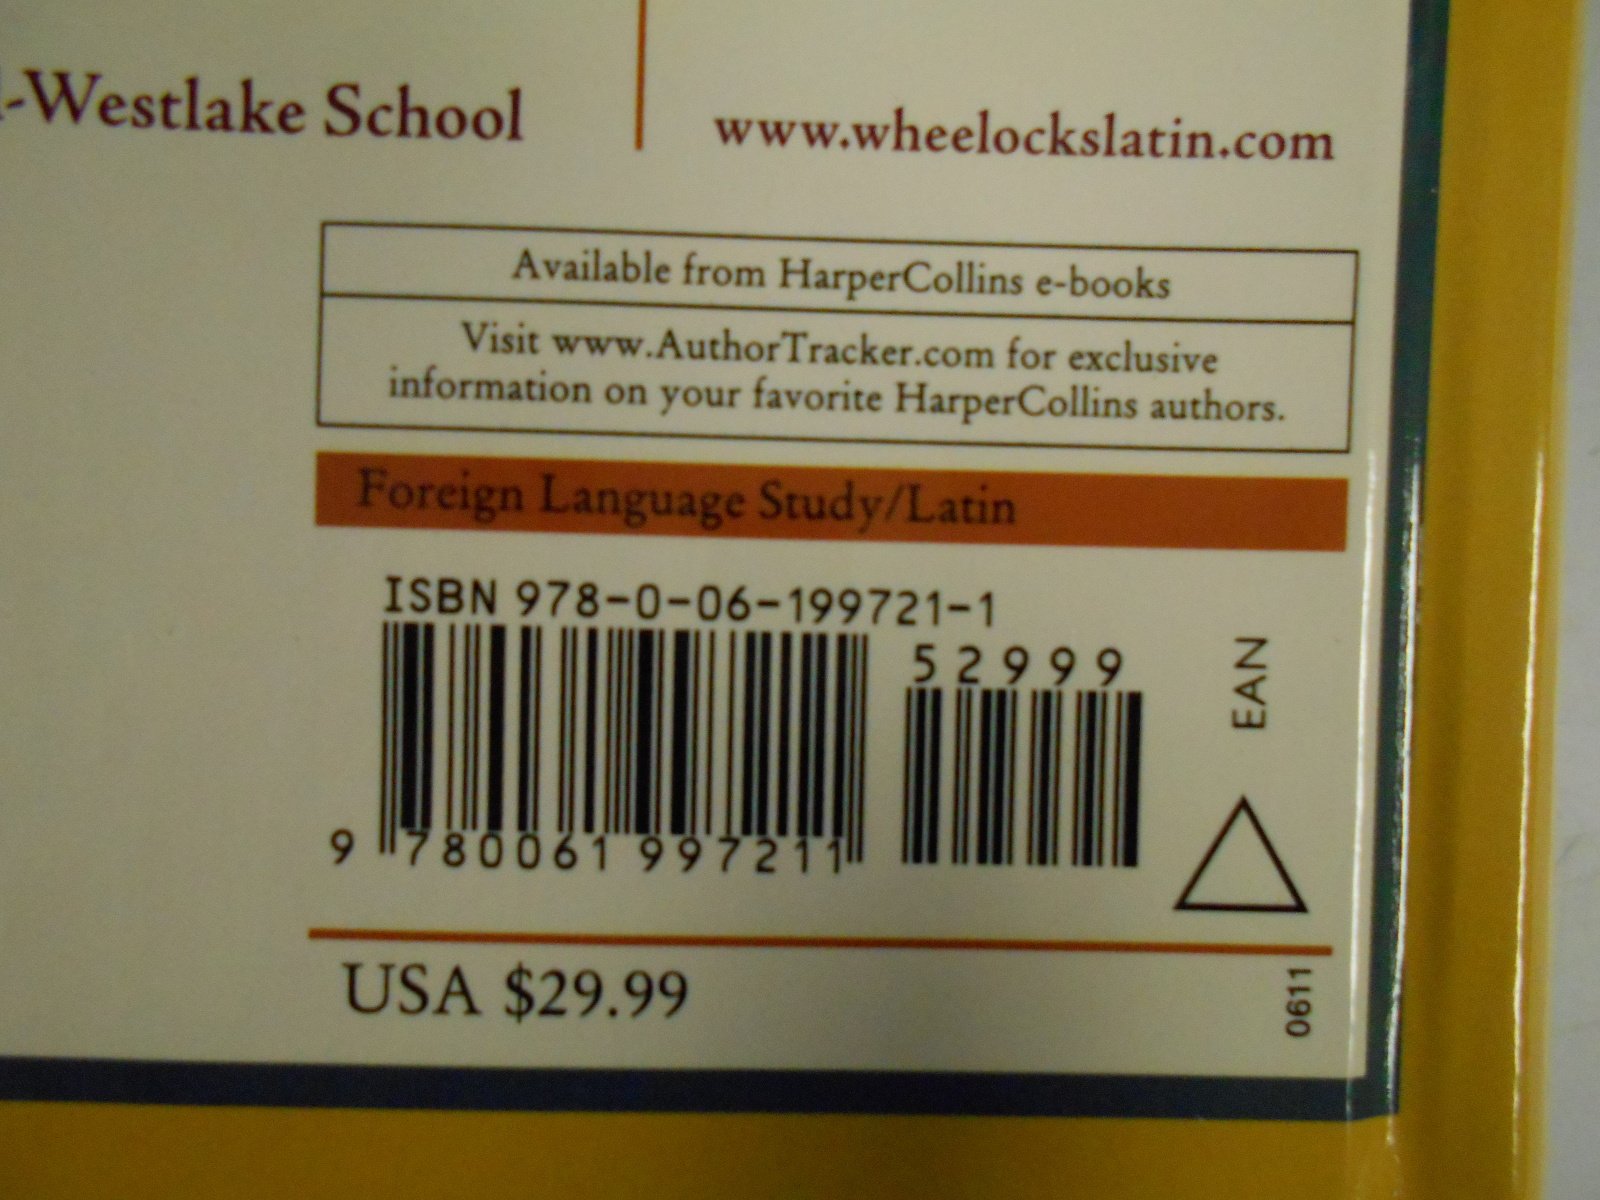 -Westlake School
www.wheelockslatin.com
Available from HarperCollins e-books
Visit www.AuthorTracker.com for exclusive
information on your favorite HarperCollins authors.
Foreign Language Study/Latin
ISBN 978-0-06-199721-1
52999
EAN
9 780061 997211
USA $29.99
0611